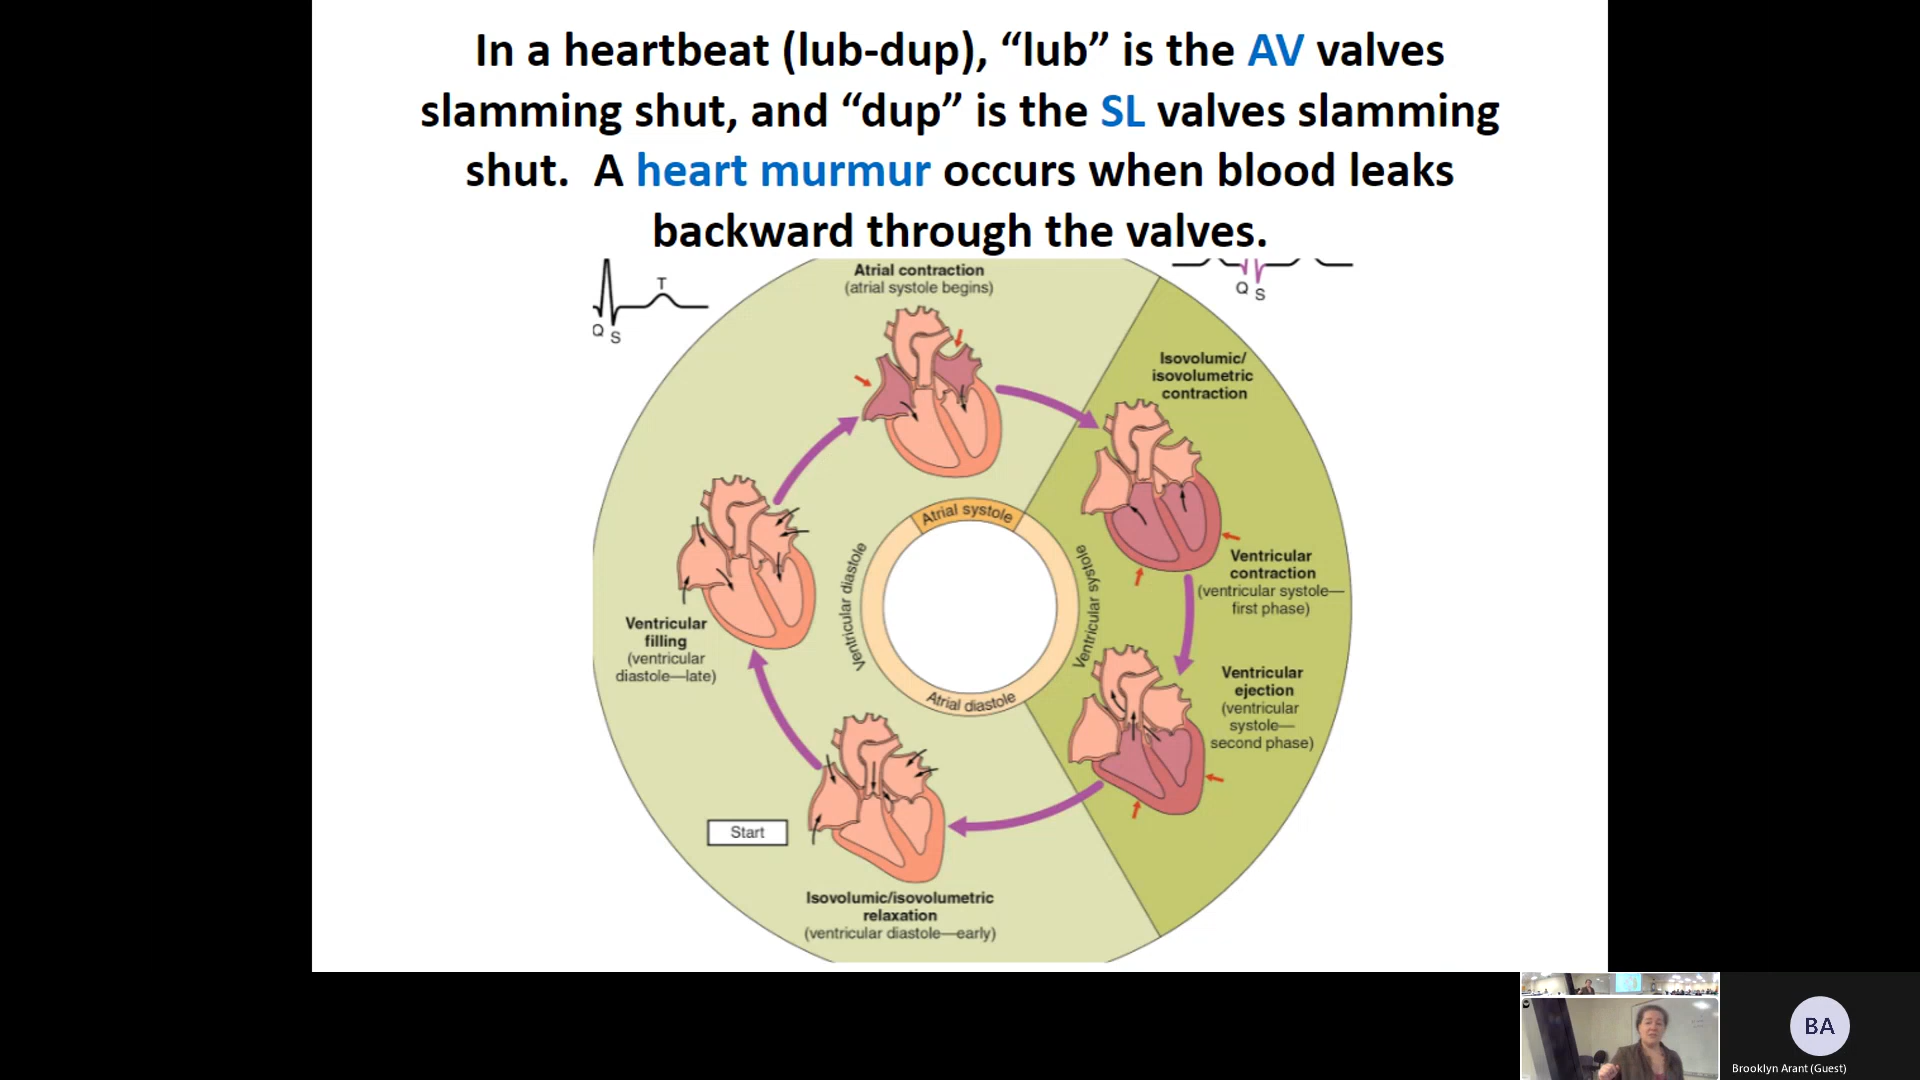 In a heartbeat (lub-dup), “lub” is the AV valves
slamming shut, and “dup” is the SL valves slamming
shut.  A heart murmur occurs when blood leaks
backward through the valves.
Atrial contraction
(atrial systole begins)
T
Q
S
Q
S
Isovolumic/
isovolumetric
contraction
Ventricular
contraction
(ventricular systole—
first phase)
Ventricular
ejection
(ventricular
systole—
second phase)
Atrial systole
Ventricular systole
Atrial diastole
Ventricular diastole
Ventricular
filling
(ventricular
diastole—late)
Start
Isovolumic/isovolumetric
relaxation
(ventricular diastole—early)
BA
Brooklyn Arant (Guest)